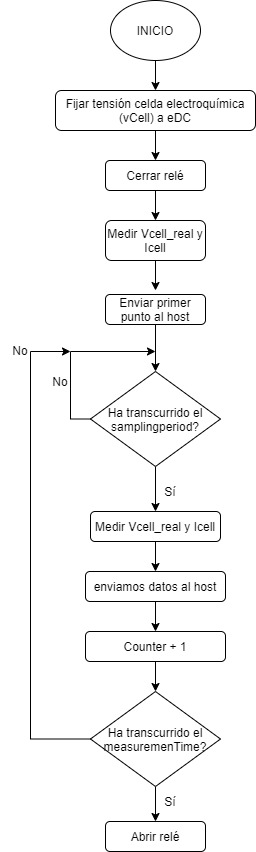 INICIO
Fijar tensión celda electroquímica
(vCell) a eDC
Cerrar relé
Medir Vcell_real y
Icell
Enviar primer
punto al host
No
No
Ha transcurrido el
samplingperiod?
Sí
Medir Vcell_real y Icell
enviamos datos al host
Counter + 1
Ha transcurrido el
measuremenTime?
Sí
Abrir relé